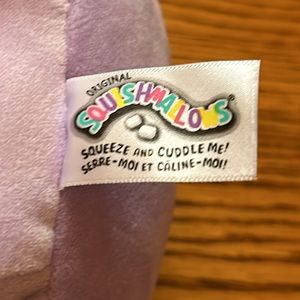 ORIGINAL
SQUISHMALLOWS®
SQUEEZE AND CUDDLE ME!
SERRE-MOI ET CÂLINE-MOI!